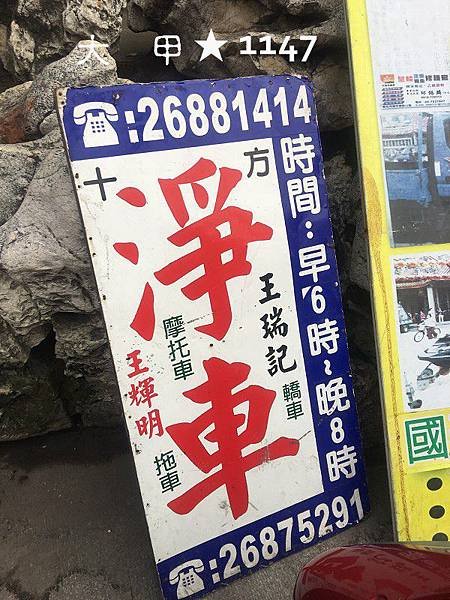 大 甲★1147
☎:26881414
十方
淨車
王瑞記
轎車
摩托車
王輝明
拖車
時間:早6時~晚8時
☎:26875291
國